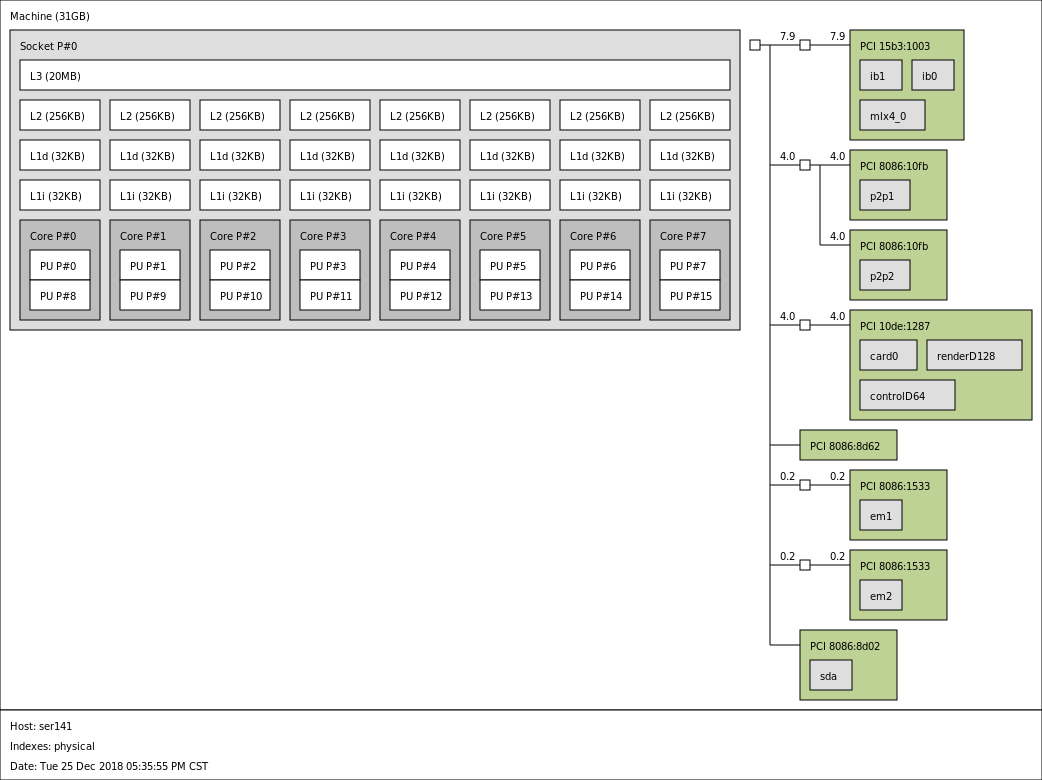 Machine (31GB)
Socket P#0
L3 (20MB)
L2 (256KB) L2 (256KB) L2 (256KB) L2 (256KB) L2 (256KB) L2 (256KB) L2 (256KB) L2 (256KB)
L1d (32KB) L1d (32KB) L1d (32KB) L1d (32KB) L1d (32KB) L1d (32KB) L1d (32KB) L1d (32KB)
L1i (32KB) L1i (32KB) L1i (32KB) L1i (32KB) L1i (32KB) L1i (32KB) L1i (32KB) L1i (32KB)
Core P#0 Core P#1 Core P#2 Core P#3 Core P#4 Core P#5 Core P#6 Core P#7
PU P#0 PU P#1 PU P#2 PU P#3 PU P#4 PU P#5 PU P#6 PU P#7
PU P#8 PU P#9 PU P#10 PU P#11 PU P#12 PU P#13 PU P#14 PU P#15
7.9 7.9
PCI 15b3:1003
ib1 ib0
mlx4_0
4.0 4.0
PCI 8086:10fb
p2p1
4.0
PCI 8086:10fb
p2p2
4.0 4.0
PCI 10de:1287
card0 renderD128
controlD64
PCI 8086:8d62
0.2 0.2
PCI 8086:1533
em1
0.2 0.2
PCI 8086:1533
em2
PCI 8086:8d02
sda
Host: ser141
Indexes: physical
Date: Tue 25 Dec 2018 05:35:55 PM CST